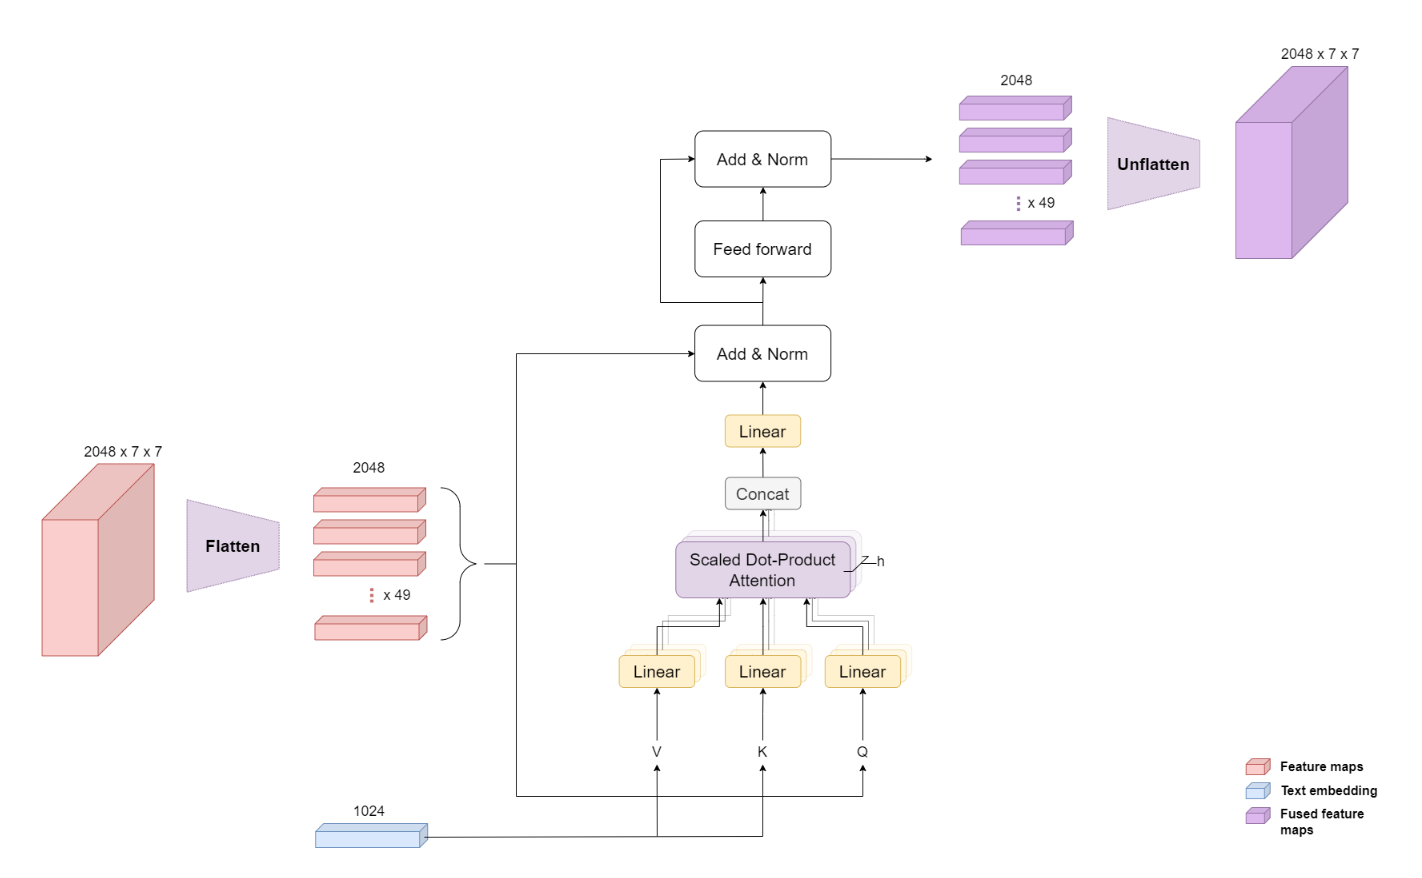 2048 x 7 x 7
2048
Add & Norm
Unflatten
x 49
Feed forward
Add & Norm
Linear
2048 x 7 x 7
2048
Concat
Flatten
Scaled Dot-Product
Attention
h
x 49
Linear
Linear
Linear
V
K
Q
Feature maps
Text embedding
1024
Fused feature
maps